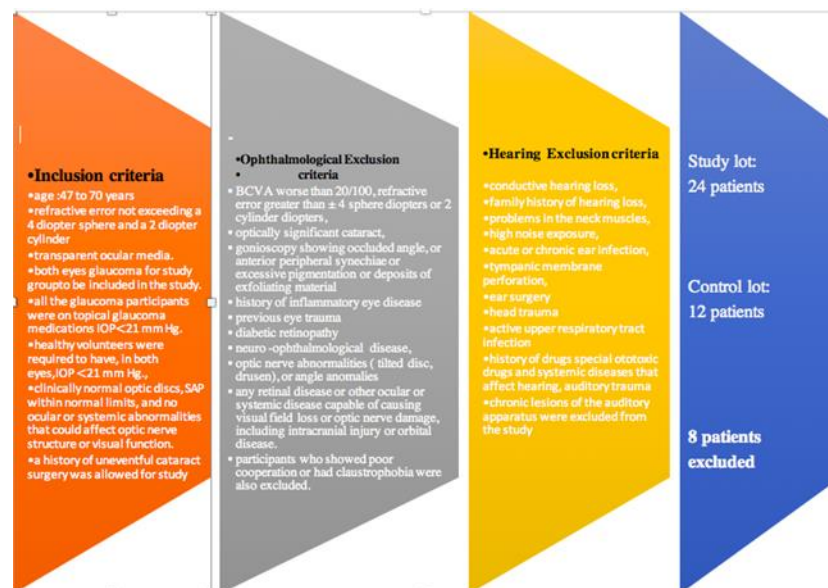 •Inclusion criteria
•age :47 to 70 years
•refractive error not exceeding a
4 diopter sphere and a 2 diopter
cylinder
•transparent ocular media.
•both eyes glaucoma for study
groupto be included in the study.
•all the glaucoma participants
were on topical glaucoma
medications IOP<21 mm Hg.
•healthy volunteers were
required to have, in both
eyes,IOP <21 mm Hg.,
•clinically normal optic discs, SAP
within normal limits, and no
ocular or systemic abnormalities
that could affect optic nerve
structure or visual function.
•a history of uneventful cataract
surgery was allowed for study
-
•Ophthalmological Exclusion
• criteria
• BCVA worse than 20/100, refractive
error greater than ± 4 sphere diopters or 2
cylinder diopters,
• optically significant cataract,
• gonioscopy showing occluded angle, or
anterior peripheral synechiae or
excessive pigmentation or deposits of
exfoliating material
• history of inflammatory eye disease
• previous eye trauma
• diabetic retinopathy
• neuro -ophthalmological disease,
• optic nerve abnormalities ( tilted disc,
drusen), or angle anomalies
• any retinal disease or other ocular or
systemic disease capable of causing
visual field loss or optic nerve damage,
including intracranial injury or orbital
disease.
• participants who showed poor
cooperation or had claustrophobia were
also excluded.
•Hearing Exclusion criteria
•conductive hearing loss,
•family history of hearing loss,
•problems in the neck muscles,
•high noise exposure,
•acute or chronic ear infection,
•tympanic membrane
perforation,
•ear surgery
•head trauma
•active upper respiratory tract
infection
•history of drugs special ototoxic
drugs and systemic diseases that
affect hearing, auditory trauma
•chronic lesions of the auditory
apparatus were excluded from
the study
Study lot:
24 patients
Control lot:
12 patients
8 patients
excluded